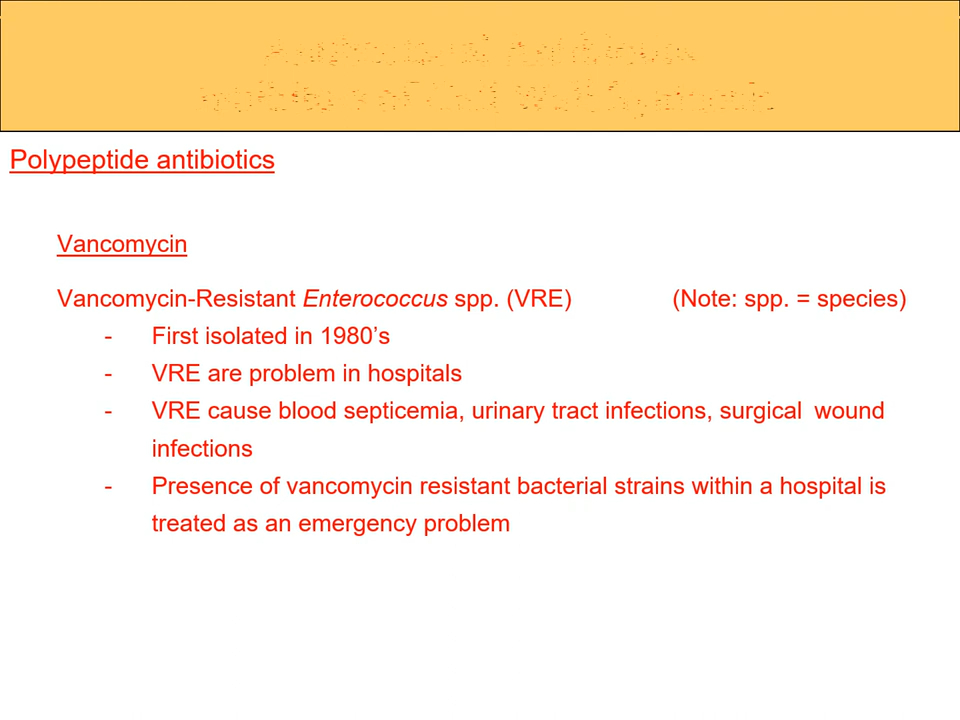 Polypeptide antibiotics
Vancomycin
Vancomycin-Resistant Enterococcus spp. (VRE) (Note: spp. = species)
- First isolated in 1980’s
- VRE are problem in hospitals
- VRE cause blood septicemia, urinary tract infections, surgical wound
infections
- Presence of vancomycin resistant bacterial strains within a hospital is
treated as an emergency problem